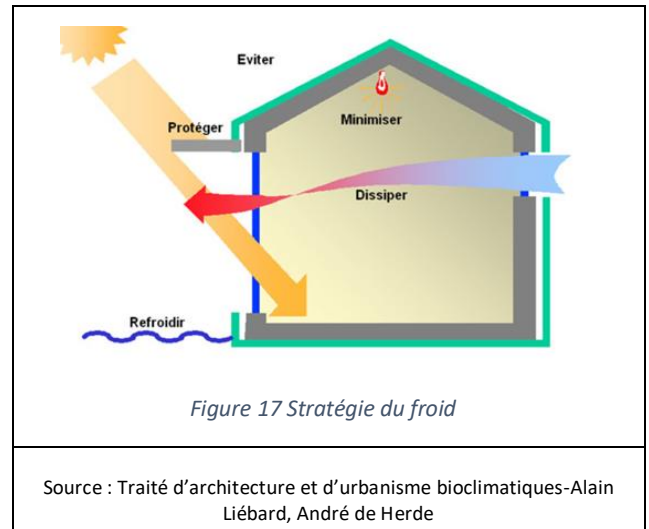 Eviter
Protéger
Minimiser
Dissiper
Refroidir
Figure 17 Stratégie du froid
Source : Traité d’architecture et d’urbanisme bioclimatiques-Alain
Liébard, André de Herde